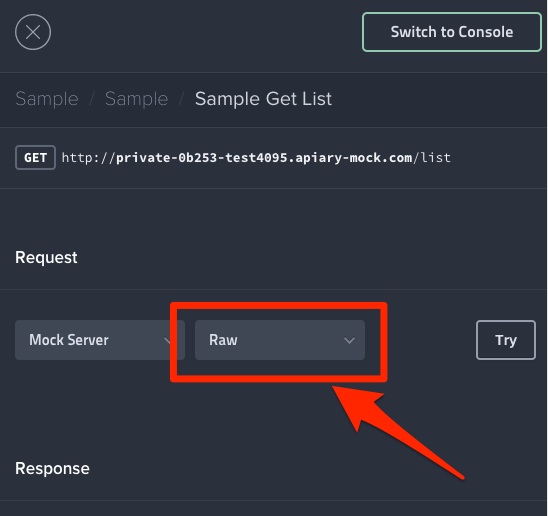 Switch to Console
Sample / Sample / Sample Get List
GET http://private-0b253-test4095.apiary-mock.com/list
Request
Mock Server Raw Try
Response